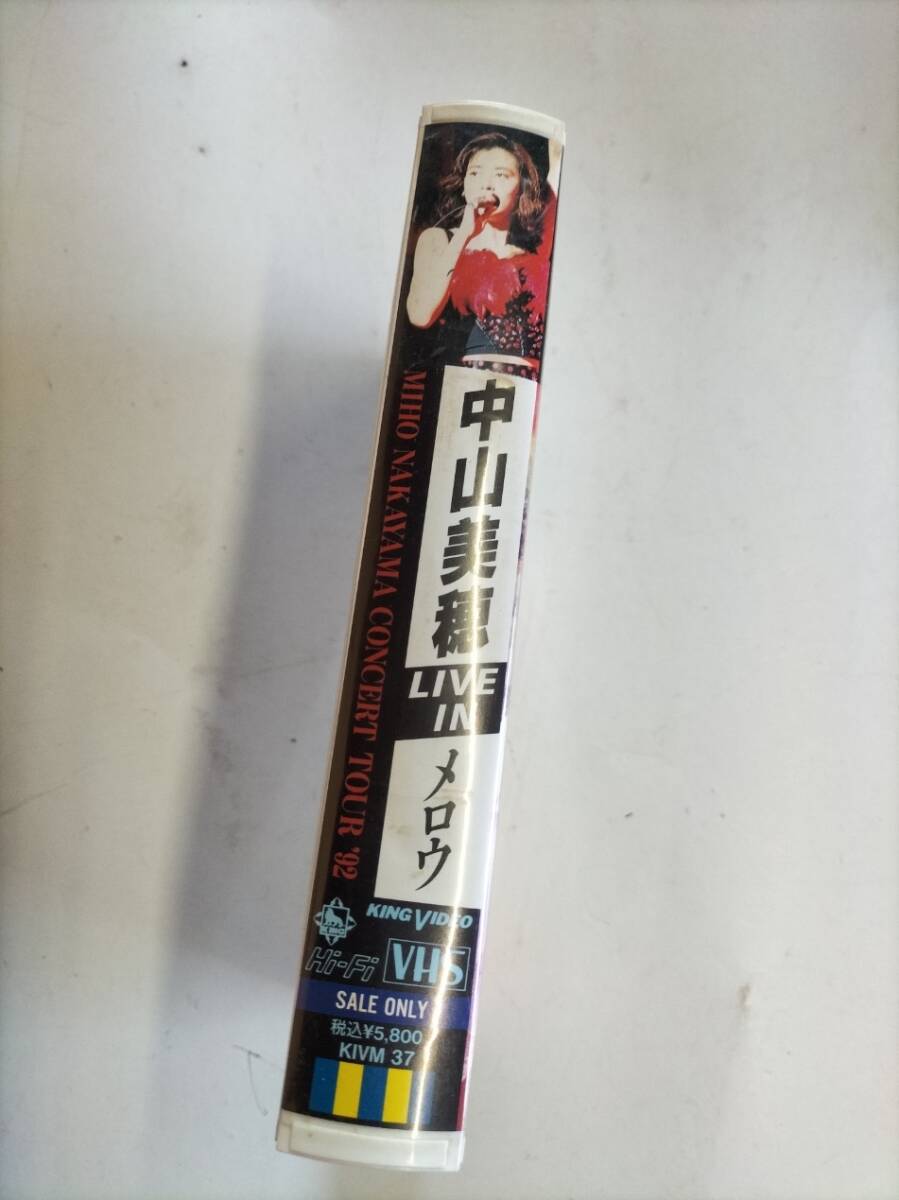 中山美穂
LIVE
IN
メロウ
MIHO NAKAYAMA CONCERT TOUR '92
KING
KING VIDEO
Hi-Fi
VHS
SALE ONLY
税込¥5,800
KIVM 37